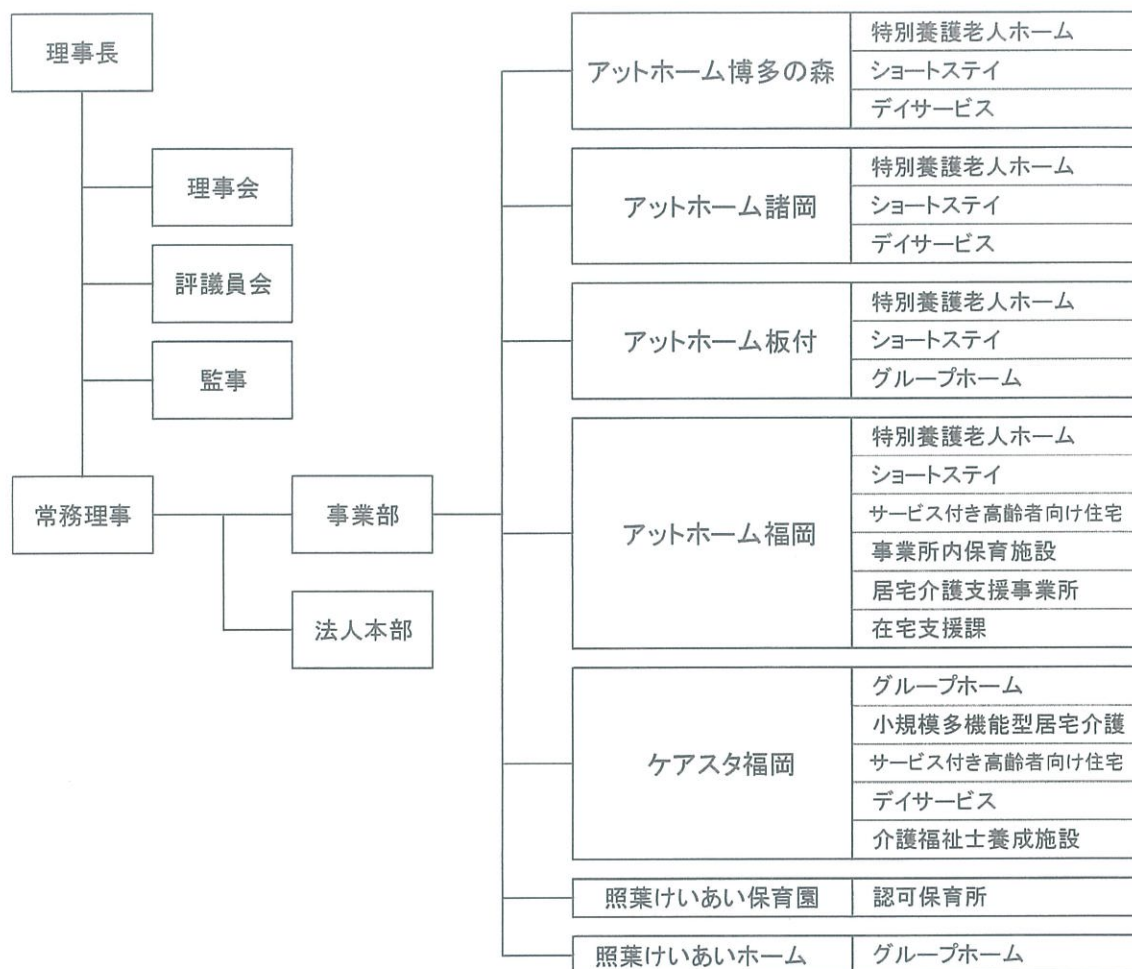 理事長
理事会
評議員会
監事
常務理事
事業部
法人本部
アットホーム博多の森
特別養護老人ホーム
ショートステイ
デイサービス
アットホーム諸岡
特別養護老人ホーム
ショートステイ
デイサービス
アットホーム板付
特別養護老人ホーム
ショートステイ
グループホーム
アットホーム福岡
特別養護老人ホーム
ショートステイ
サービス付き高齢者向け住宅
事業所内保育施設
居宅介護支援事業所
在宅支援課
ケアスタ福岡
グループホーム
小規模多機能型居宅介護
サービス付き高齢者向け住宅
デイサービス
介護福祉士養成施設
照葉けいあい保育園
認可保育所
照葉けいあいホーム
グループホーム